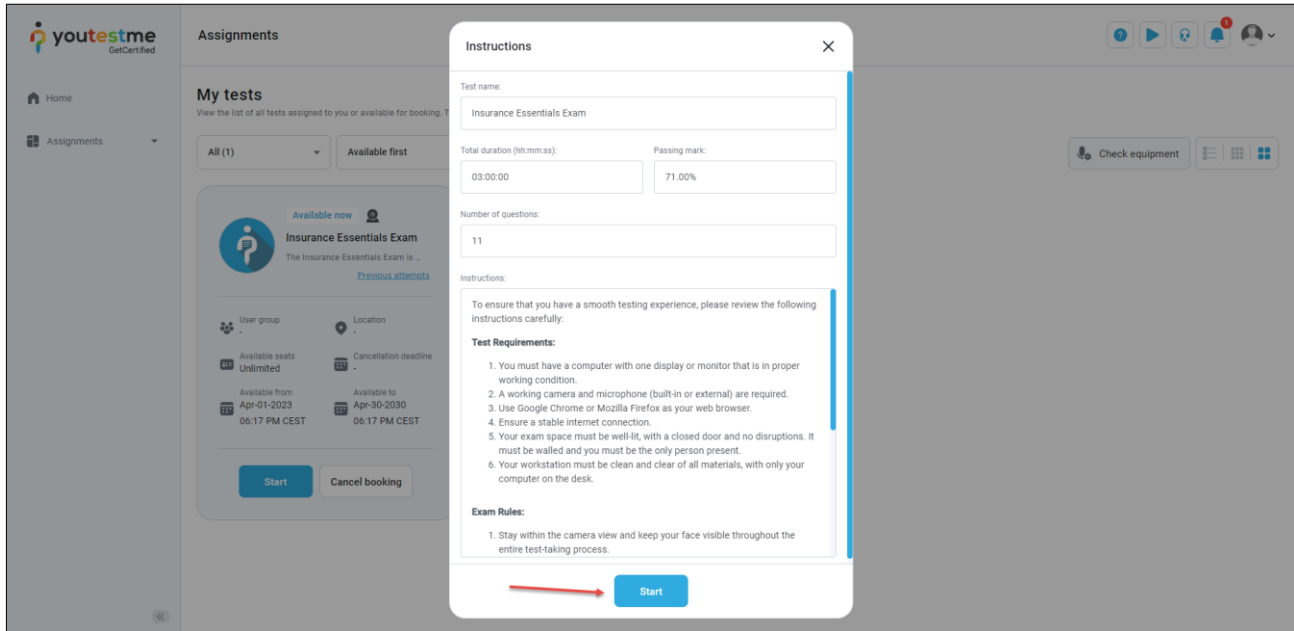 youtestme
GetCertified
Assignments
1
Home
Assignments
My tests
View the list of all tests assigned to you or available for booking. T
All (1)
Available first
Check equipment
Available now
Insurance Essentials Exam
The Insurance Essentials Exam is ...
Previous attempts
User group
-
Location
-
Available seats
Unlimited
Cancellation deadline
-
Available from
Apr-01-2023
06:17 PM CEST
Available to
Apr-30-2030
06:17 PM CEST
Start
Cancel booking
Instructions
Test name:
Insurance Essentials Exam
Total duration (hh:mm:ss):
03:00:00
Passing mark:
71.00%
Number of questions:
11
Instructions:
To ensure that you have a smooth testing experience, please review the following
instructions carefully:
Test Requirements:
1. You must have a computer with one display or monitor that is in proper
working condition.
2. A working camera and microphone (built-in or external) are required.
3. Use Google Chrome or Mozilla Firefox as your web browser.
4. Ensure a stable internet connection.
5. Your exam space must be well-lit, with a closed door and no disruptions. It
must be walled and you must be the only person present.
6. Your workstation must be clean and clear of all materials, with only your
computer on the desk.
Exam Rules:
1. Stay within the camera view and keep your face visible throughout the
entire test-taking process.
Start